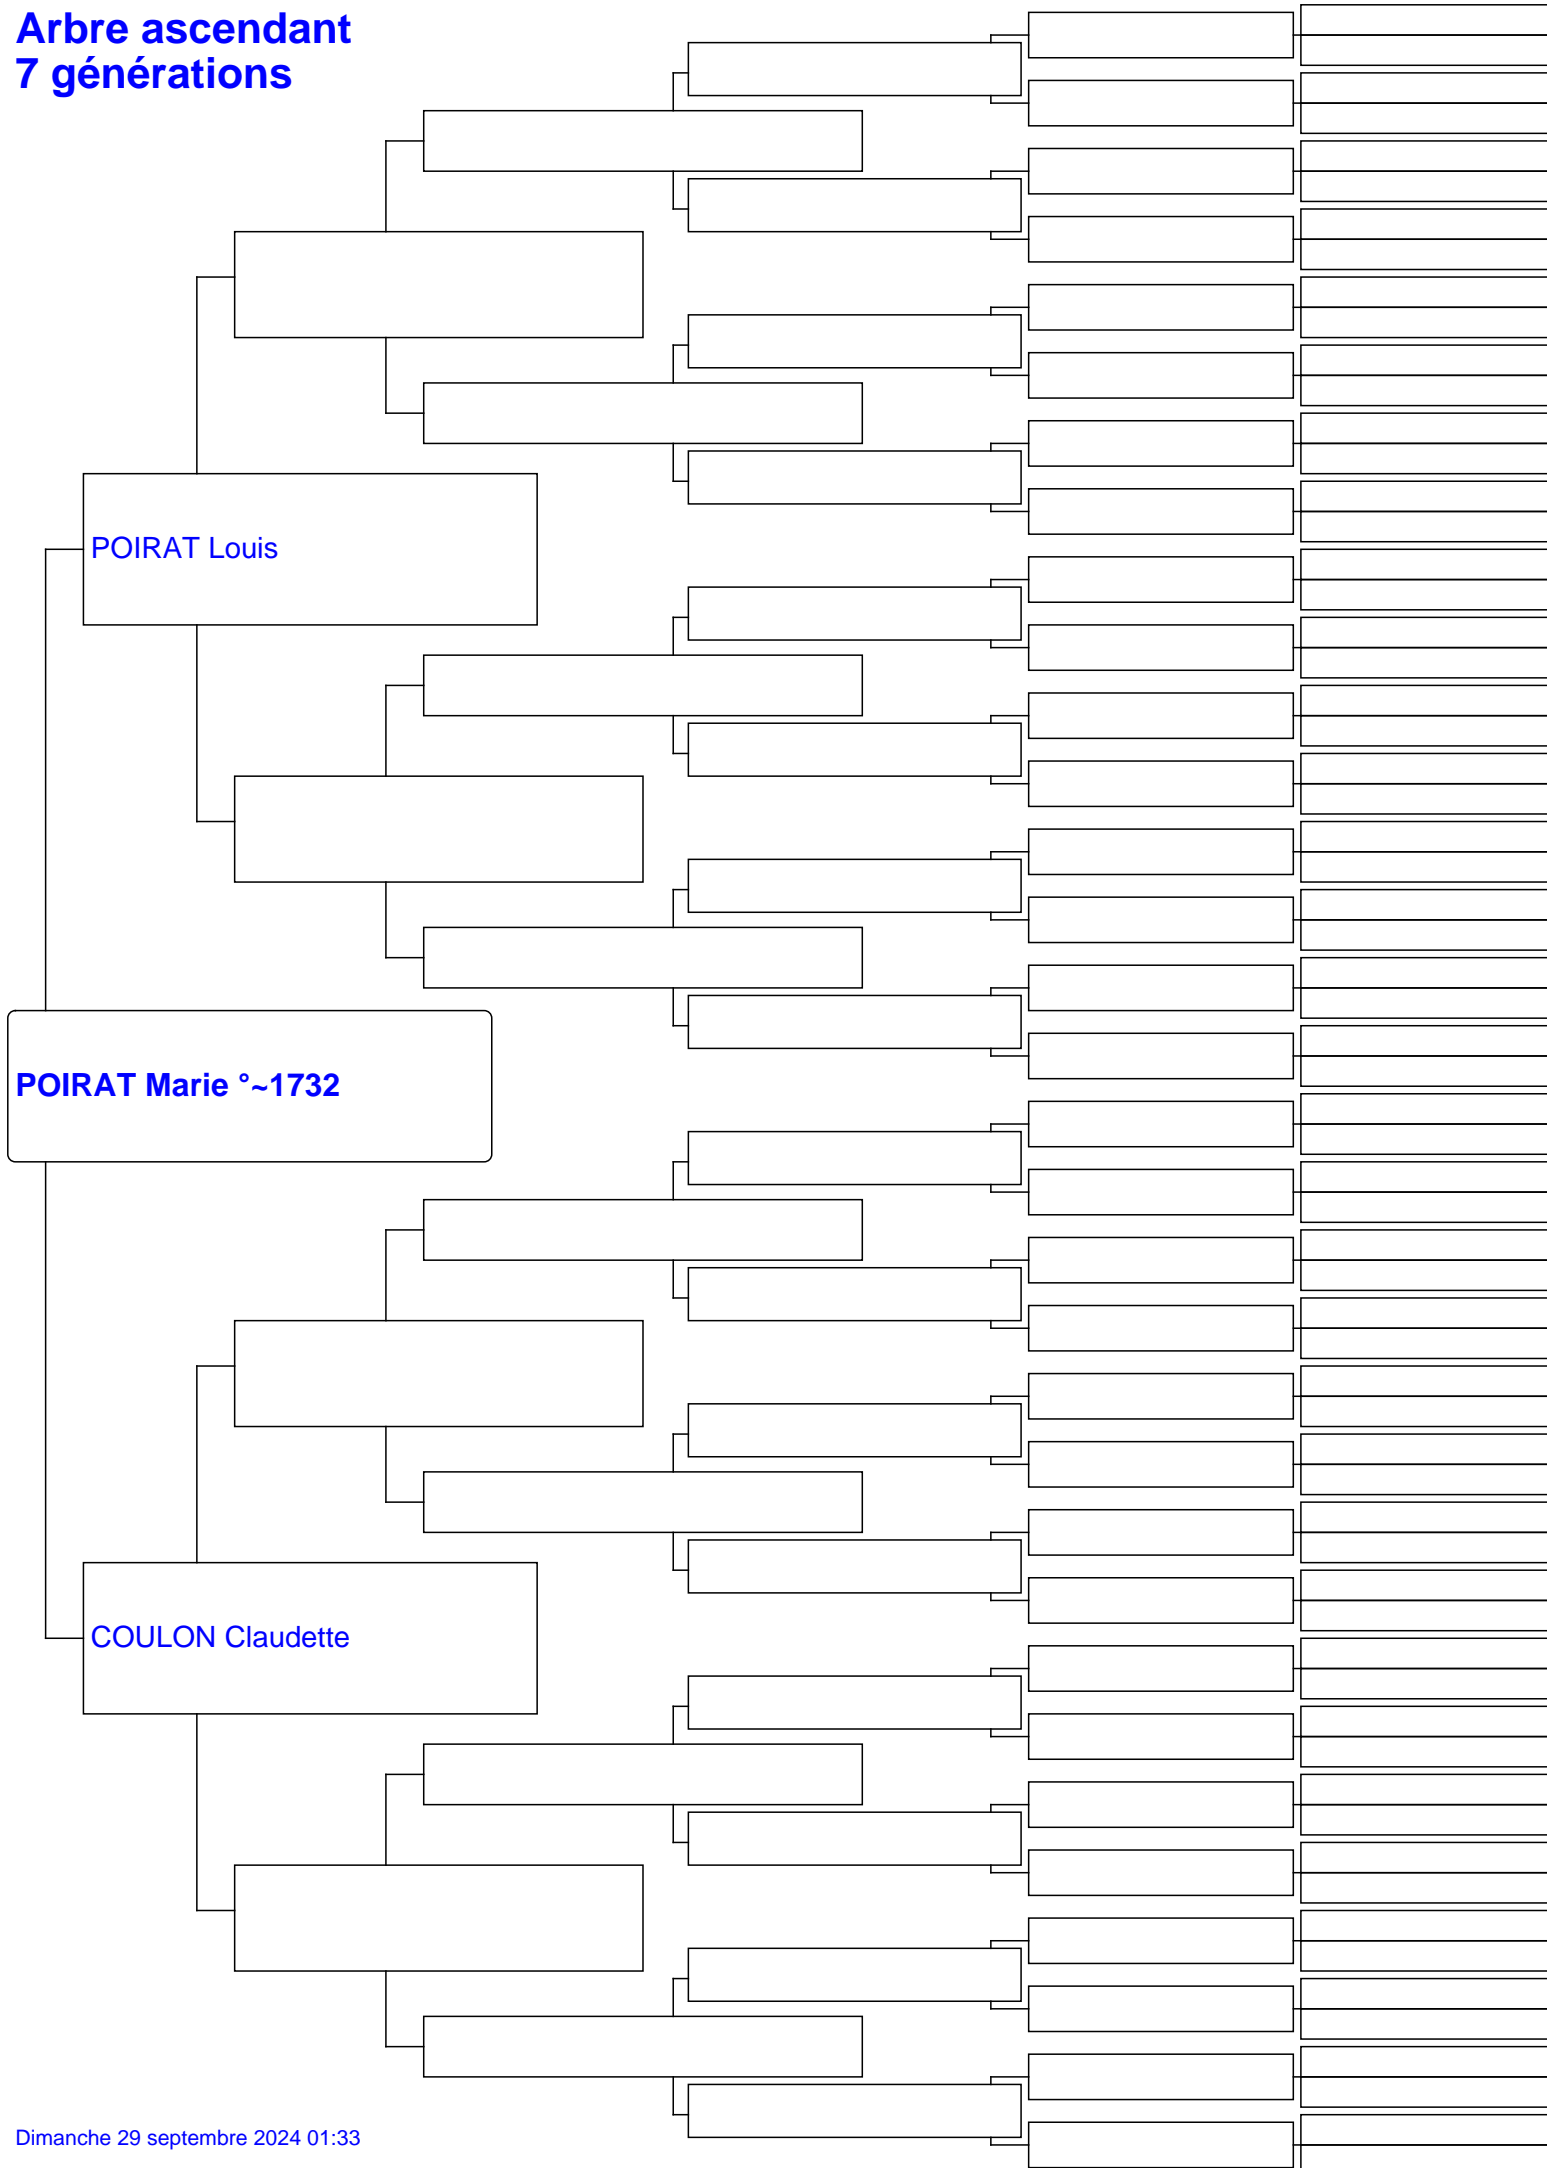 Arbre ascendant
7 générations
POIRAT Louis
POIRAT Marie °~1732
COULON Claudette
Dimanche 29 septembre 2024 01:33